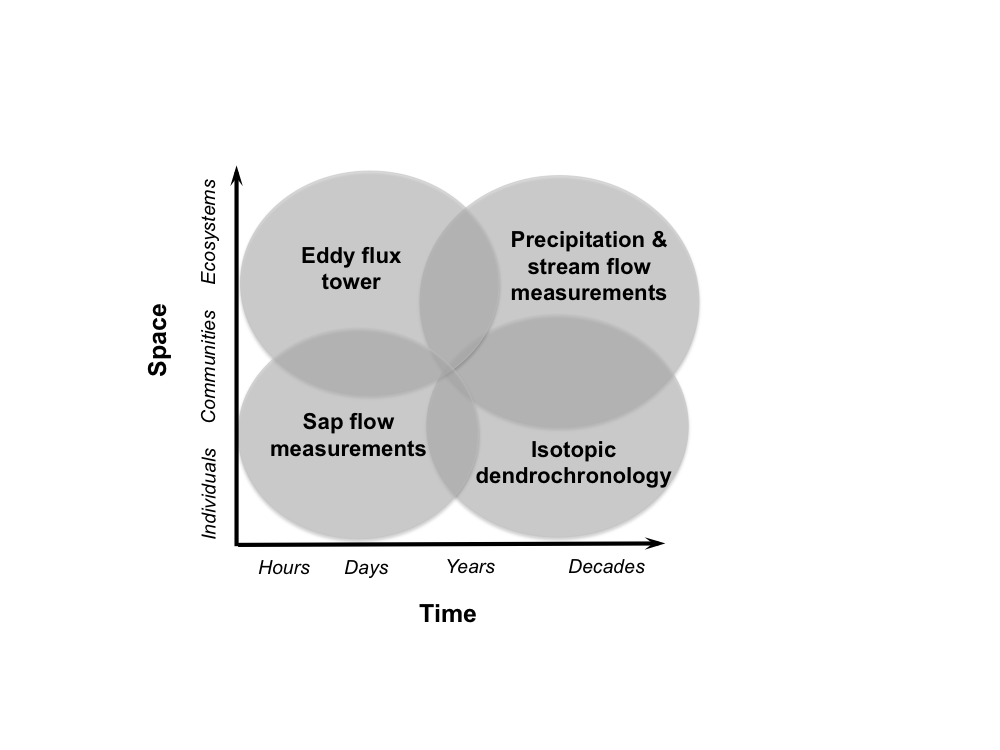 Space
Ecosystems
Communities
Individuals
Eddy flux
tower
Precipitation &
stream flow
measurements
Sap flow
measurements
Isotopic
dendrochronology
Hours
Days
Years
Decades
Time